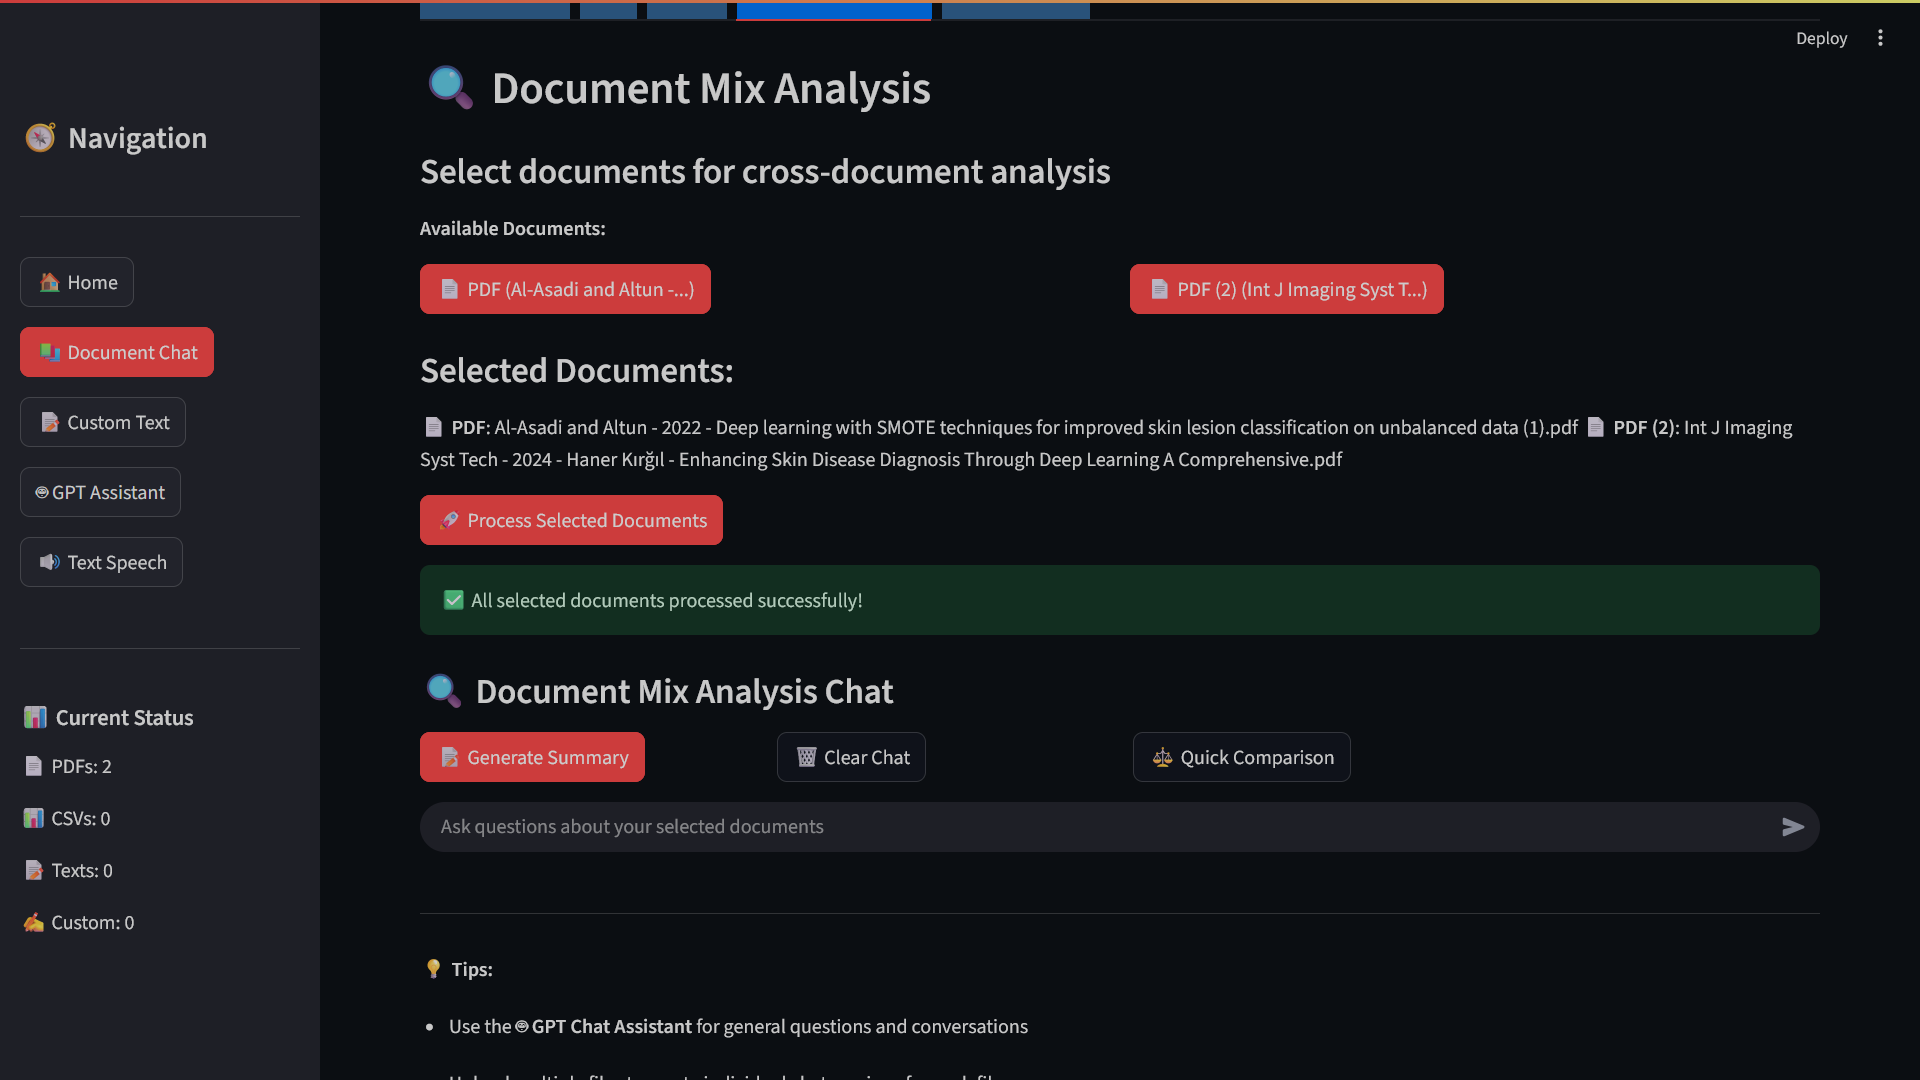 Deploy
Navigation
Home
Document Chat
Custom Text
GPT Assistant
Text Speech
Current Status
PDFs: 2
CSVs: 0
Texts: 0
Custom: 0
Document Mix Analysis
Select documents for cross-document analysis
Available Documents:
PDF (Al-Asadi and Altun -...)
PDF (2) (Int J Imaging Syst T...)
Selected Documents:
PDF: Al-Asadi and Altun - 2022 - Deep learning with SMOTE techniques for improved skin lesion classification on unbalanced data (1).pdf PDF (2): Int J Imaging
Syst Tech - 2024 - Haner Kırğıl - Enhancing Skin Disease Diagnosis Through Deep Learning A Comprehensive.pdf
Process Selected Documents
All selected documents processed successfully!
Document Mix Analysis Chat
Generate Summary
Clear Chat
Quick Comparison
Ask questions about your selected documents
Tips:
• Use the GPT Chat Assistant for general questions and conversations